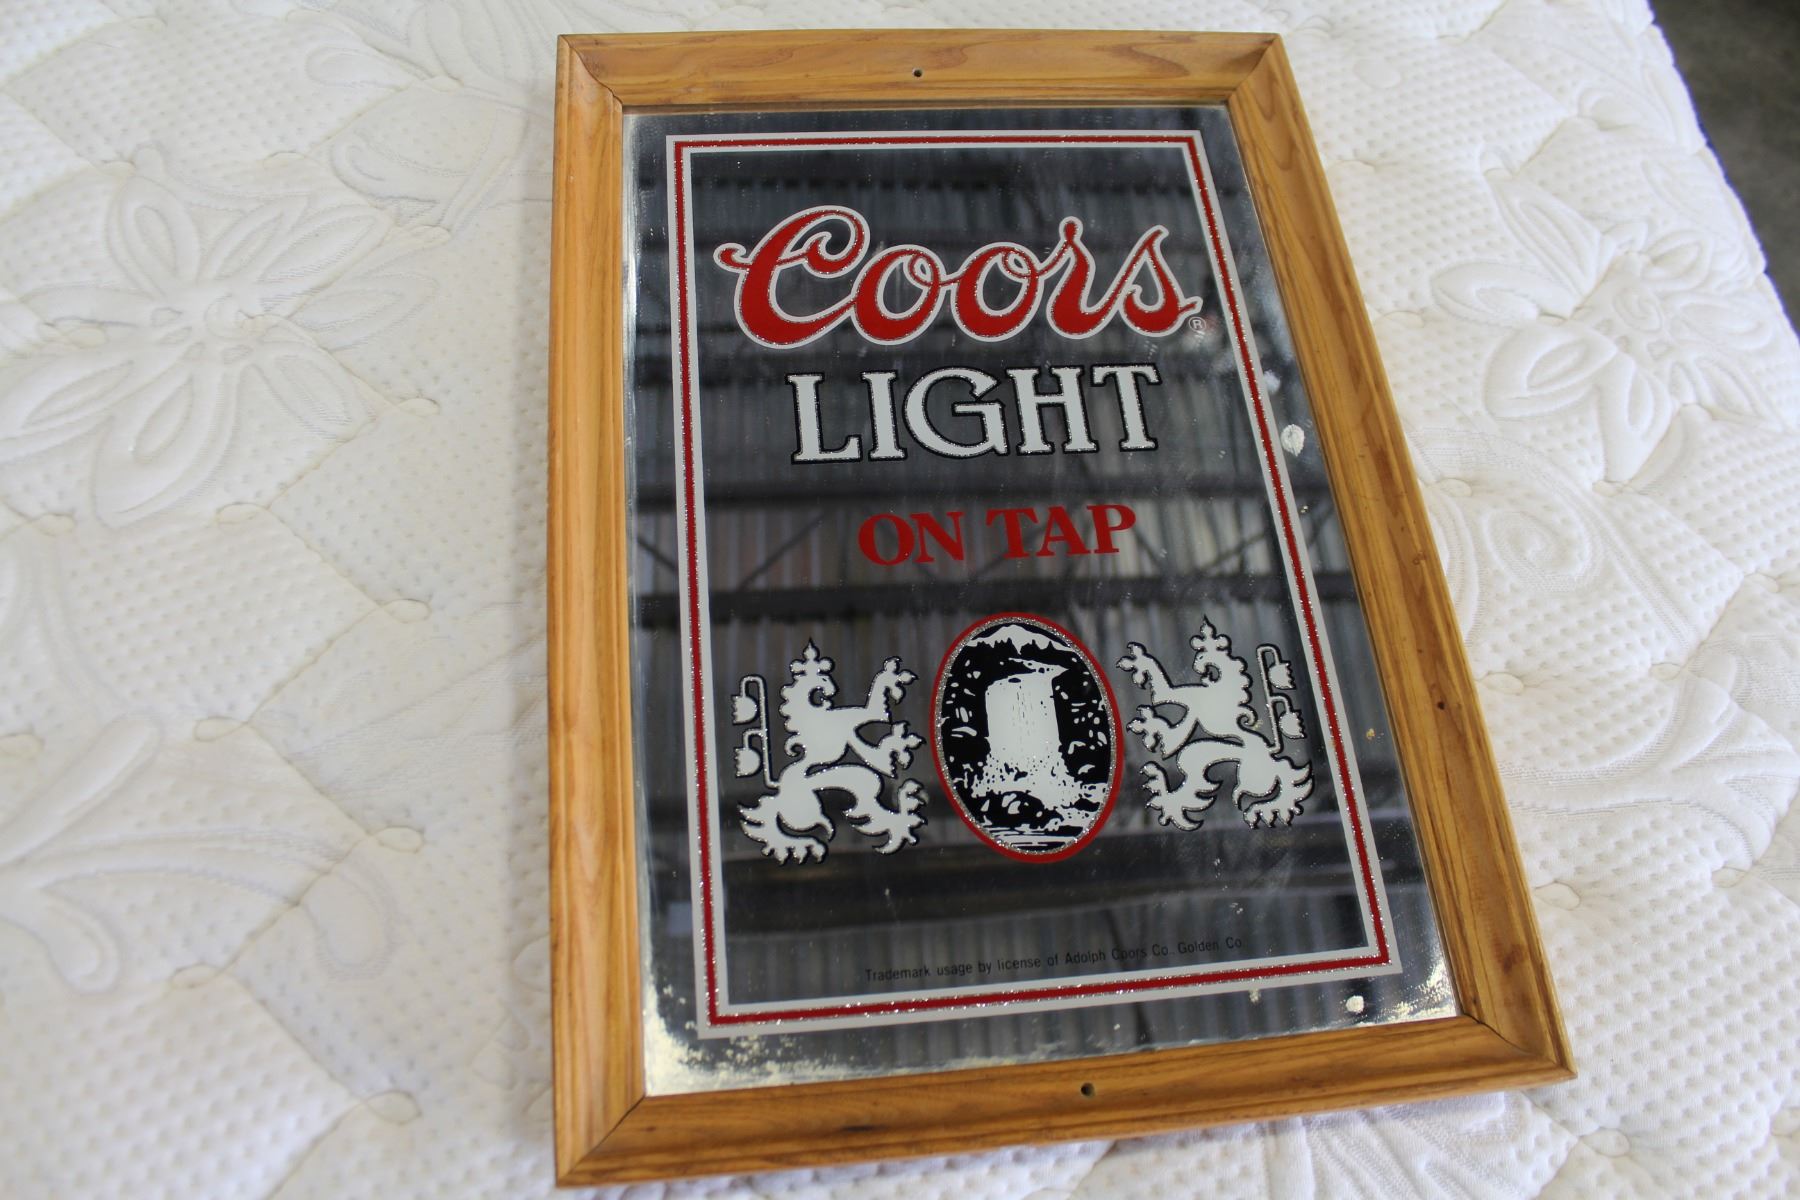 Coors®
LIGHT
ON TAP
Trademark usage by license of Adolph Coors Co. Golden Co.